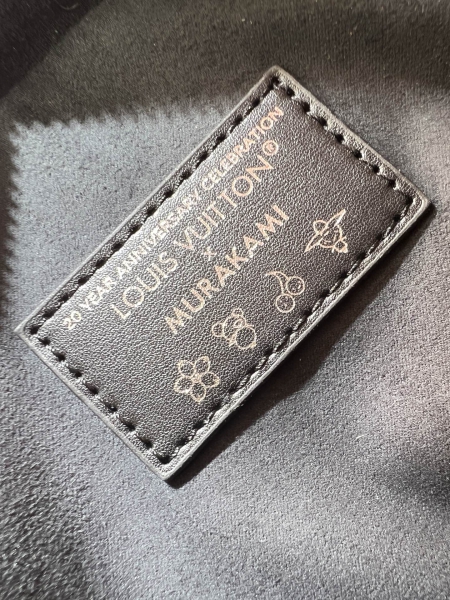 20 YEAR ANNIVERSARY CELEBRATION
LOUIS VUITTON®
×
MURAKAMI